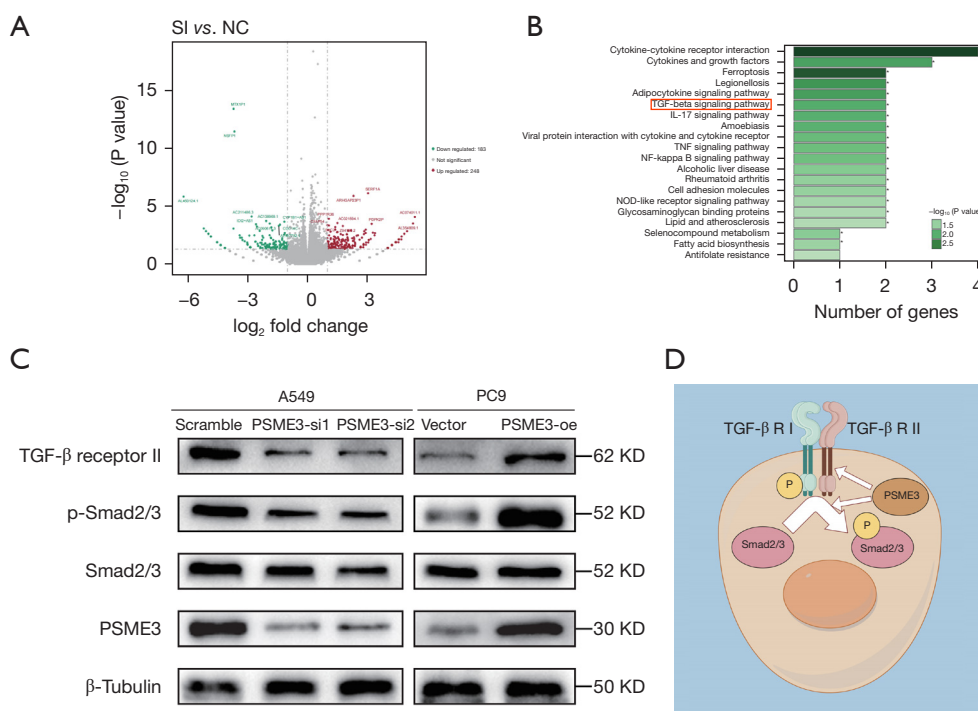 A
SI vs. NC
−log10 (P value)
15
10
5
0
−6
−3
0
3
log2 fold change
Down regulated: 183
Not significant
Up regulated: 248
B
Cytokine-cytokine receptor interaction
Cytokines and growth factors
Ferroptosis
Legionellosis
Adipocytokine signaling pathway
TGF-beta signaling pathway
IL-17 signaling pathway
Amoebiasis
Viral protein interaction with cytokine and cytokine receptor
TNF signaling pathway
NF-kappa B signaling pathway
Alcoholic liver disease
Rheumatoid arthritis
Cell adhesion molecules
NOD-like receptor signaling pathway
Glycosaminoglycan binding proteins
Lipid and atherosclerosis
Selenocompound metabolism
Fatty acid biosynthesis
Antifolate resistance
−log10 (P value
1.5
2.0
2.5
0 1 2 3 4
Number of genes
C
A549 PC9
Scramble PSME3-si1 PSME3-si2 Vector PSME3-oe
TGF-β receptor II 62 KD
p-Smad2/3 52 KD
Smad2/3 52 KD
PSME3 30 KD
β-Tubulin 50 KD
D
TGF-β R I TGF-β R II
P
PSME3
P
Smad2/3 Smad2/3